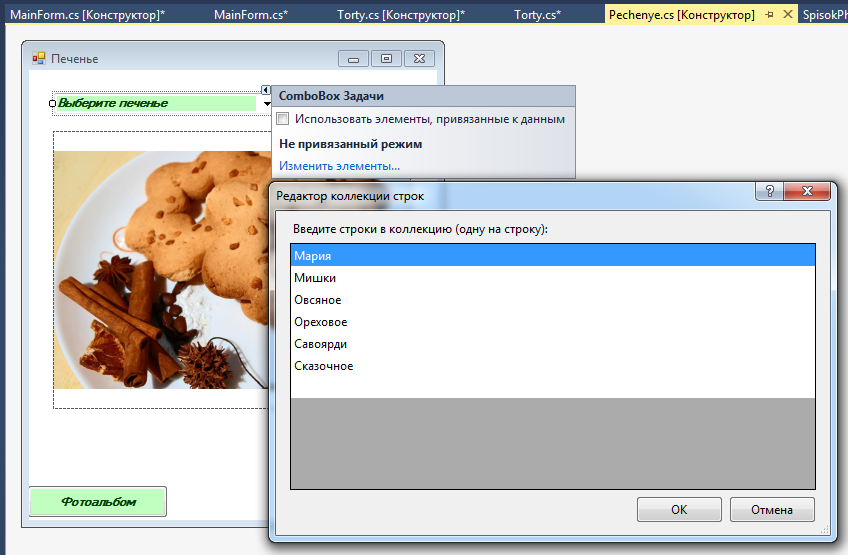 MainForm.cs [Конструктор]* MainForm.cs* Torty.cs [Конструктор]* Torty.cs* Pechenye.cs [Конструктор] SpisokPh
Печенье
Выберите печенье
ComboBox Задачи
Использовать элементы, привязанные к данным
Не привязанный режим
Изменить элементы...
Редактор коллекции строк
Введите строки в коллекцию (одну на строку):
Мария
Мишки
Овсяное
Ореховое
Савоярди
Сказочное
Фотоальбом
ОК Отмена